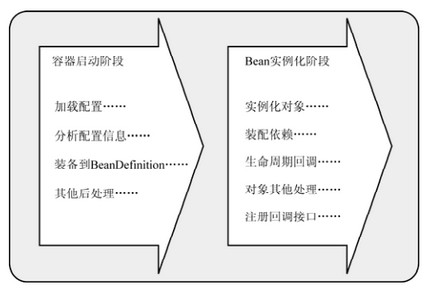 容器启动阶段
加载配置……
分析配置信息……
装备到BeanDefinition……
其他后处理……
Bean实例化阶段
实例化对象……
装配依赖……
生命周期回调……
对象其他处理……
注册回调接口……